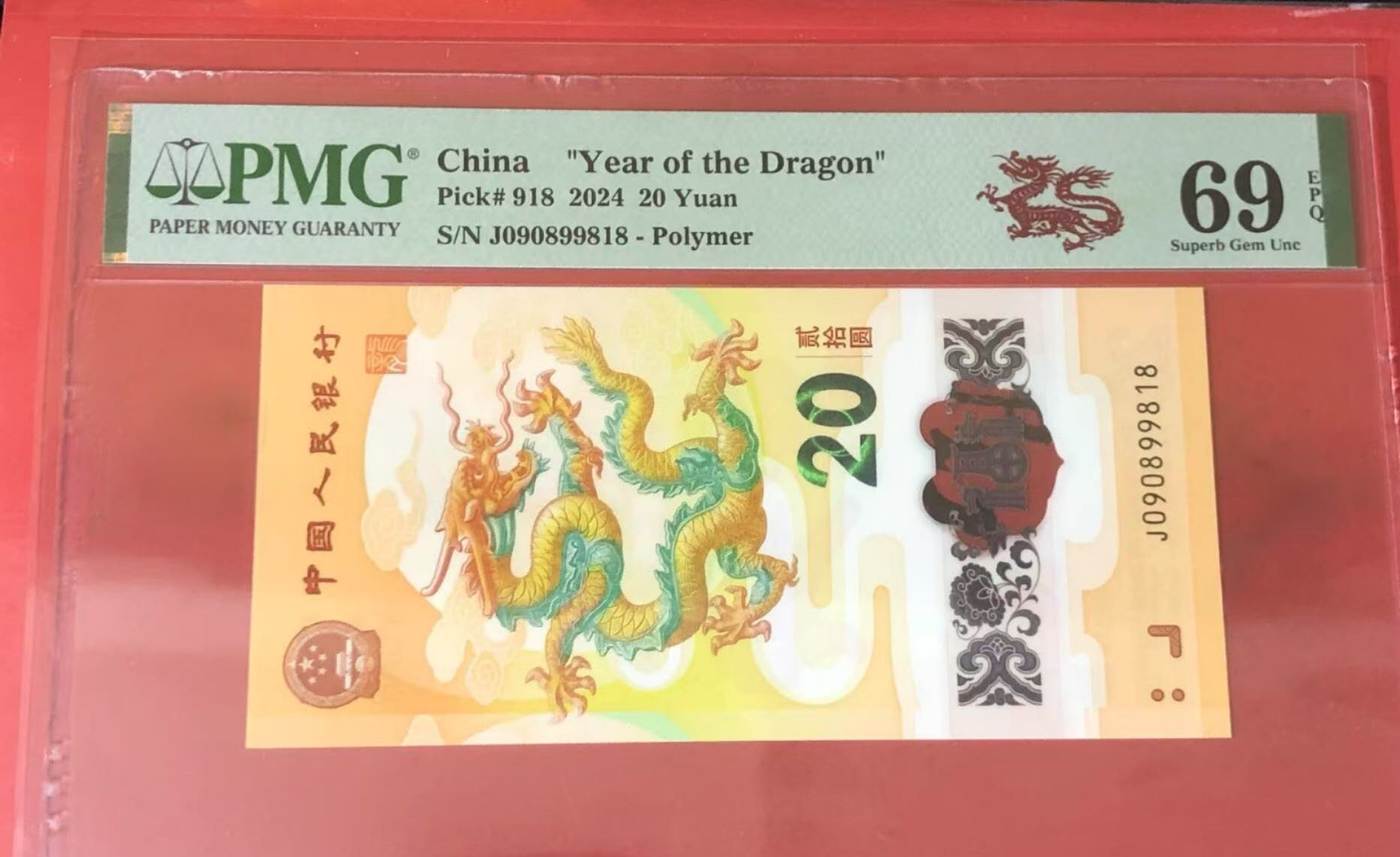 PMG®
PAPER MONEY GUARANTY
China "Year of the Dragon"
Pick# 918 2024 20 Yuan
S/N J090899818 - Polymer
69
EPQ
Superb Gem Unc
中国人民银行
贰拾圆
20
J090899818